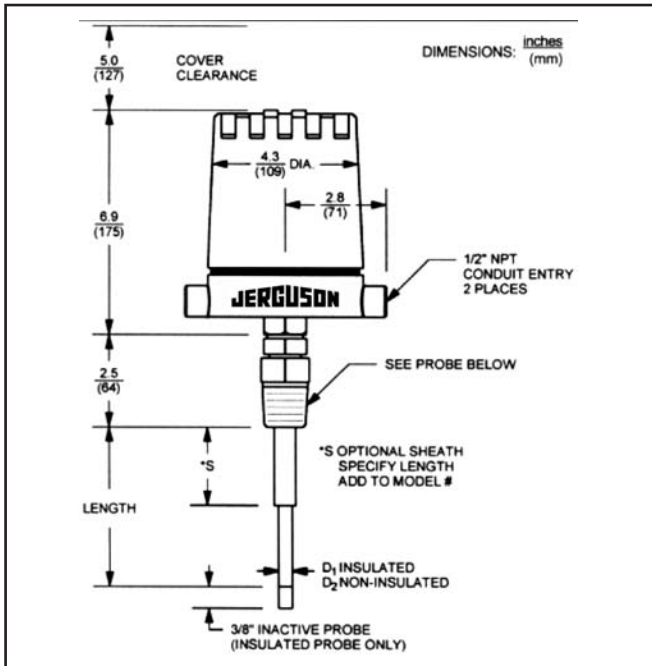 5.0
(127)
COVER
CLEARANCE
DIMENSIONS: inches
(mm)
4.3
(109) DIA.
2.8
(71)
6.9
(175)
1/2" NPT
CONDUIT ENTRY
2 PLACES
JERGUSON
2.5
(64)
SEE PROBE BELOW
*S
*S OPTIONAL SHEATH
SPECIFY LENGTH
ADD TO MODEL #
LENGTH
D₁ INSULATED
D₂ NON-INSULATED
3/8" INACTIVE PROBE
(INSULATED PROBE ONLY)